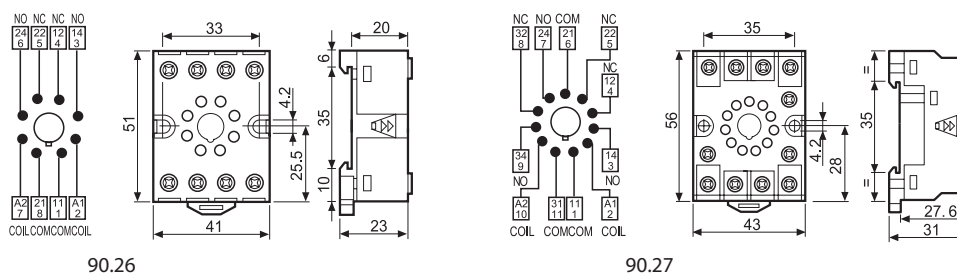 NO NC NC NO
24 22 12 14
6 5 4 3
A2 21 11 A1
7 8 1 2
COIL COM COM COIL
33
51
4.2
25.5
41
20
6
35
10
23
90.26
NC NO COM NC
32 24 21 22
8 7 6 5
NC
12
4
34
9
NO
14
3
NO
A2 31 11 A1
10 11 1 2
COIL COM COM COIL
35
56
4.2
28
43
=
35
=
27.6
31
90.27